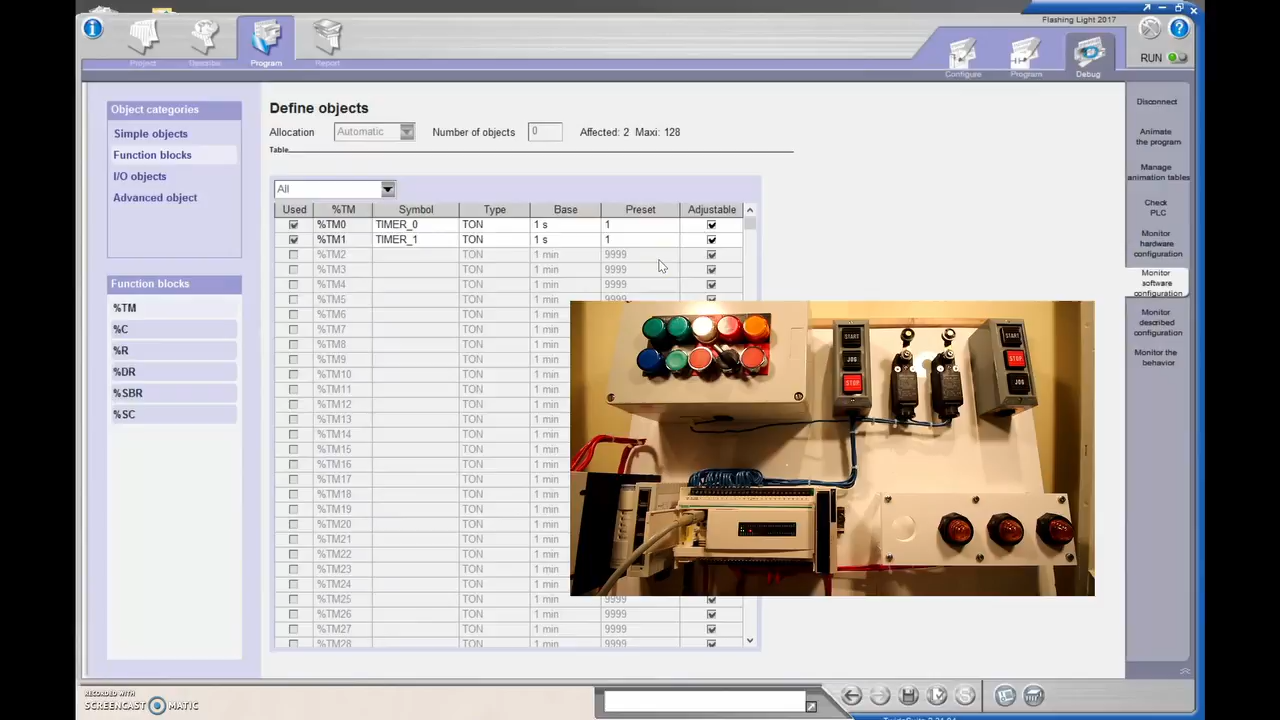 Flashing Light 2017
Project
Describe
Program
Report
Configure
Program
Debug
RUN
Object categories
Simple objects
Function blocks
I/O objects
Advanced object
Function blocks
%TM
%C
%R
%DR
%SBR
%SC
Define objects
Allocation Automatic Number of objects 0 Affected: 2 Maxi: 128
Table
All
Used %TM Symbol Type Base Preset Adjustable
%TM0 TIMER_0 TON 1 s 1
%TM1 TIMER_1 TON 1 s 1
%TM2 TON 1 min 9999
%TM3 TON 1 min 9999
%TM4 TON 1 min 9999
%TM5 TON 1 min 9999
%TM6 TON 1 min
%TM7 TON 1 min
%TM8 TON 1 min
%TM9 TON 1 min
%TM10 TON 1 min
%TM11 TON 1 min
%TM12 TON 1 min
%TM13 TON 1 min
%TM14 TON 1 min
%TM15 TON 1 min
%TM16 TON 1 min
%TM17 TON 1 min
%TM18 TON 1 min
%TM19 TON 1 min
%TM20 TON 1 min
%TM21 TON 1 min
%TM22 TON 1 min
%TM23 TON 1 min
%TM24 TON 1 min
%TM25 TON 1 min 9999
%TM26 TON 1 min 9999
%TM27 TON 1 min 9999
%TM28 TON 1 min 9999
START
JOG
STOP
START
STOP
JOG
Disconnect
Animate
the program
Manage
animation tables
Check
PLC
Monitor
hardware
configuration
Monitor
software
configuration
Monitor
described
configuration
Monitor the
behavior
RECORDED WITH
SCREENCAST MATIC